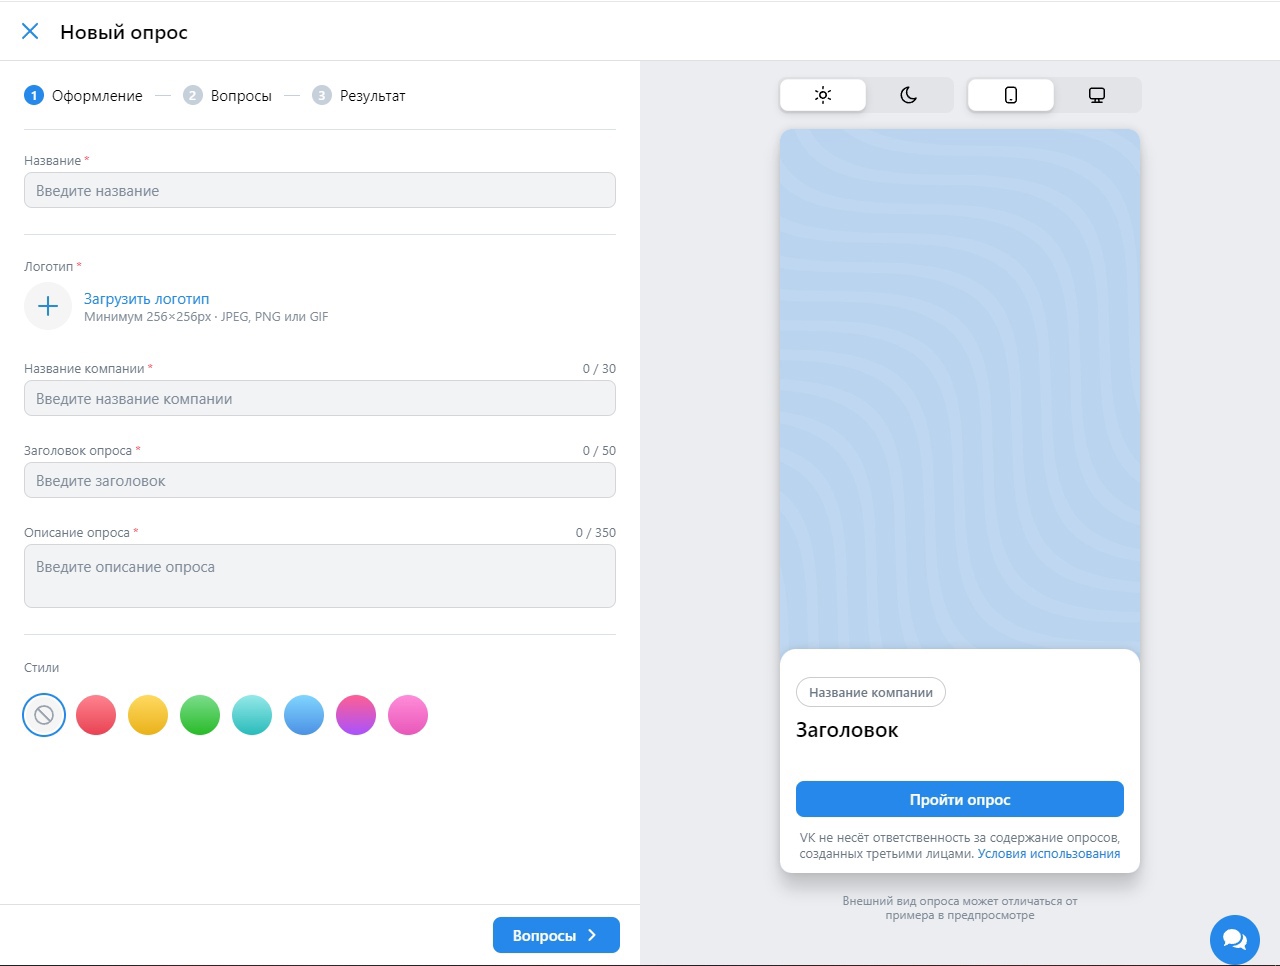 Новый опрос
1 Оформление — 2 Вопросы — 3 Результат
Название *
Введите название
Логотип *
Загрузить логотип
Минимум 256×256px · JPEG, PNG или GIF
Название компании * 0 / 30
Введите название компании
Заголовок опроса * 0 / 50
Введите заголовок
Описание опроса * 0 / 350
Введите описание опроса
Стили
Вопросы
Название компании
Заголовок
Пройти опрос
VK не несёт ответственность за содержание опросов,
созданных третьими лицами. Условия использования
Внешний вид опроса может отличаться от
примера в предпросмотре